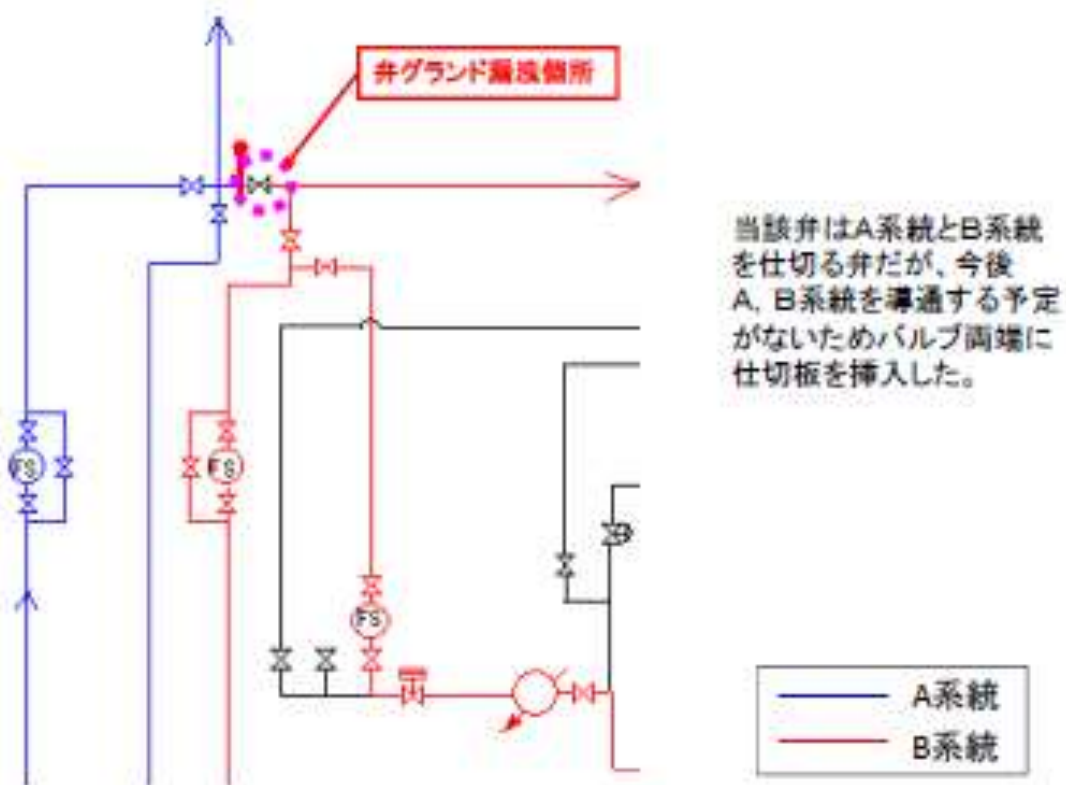 弁グランド漏洩個所
当該弁はA系統とB系統
を仕切る弁だが、今後
A, B系統を導通する予定
がないためバルブ両端に
仕切板を挿入した。
FS
FS
FS
A系統
B系統